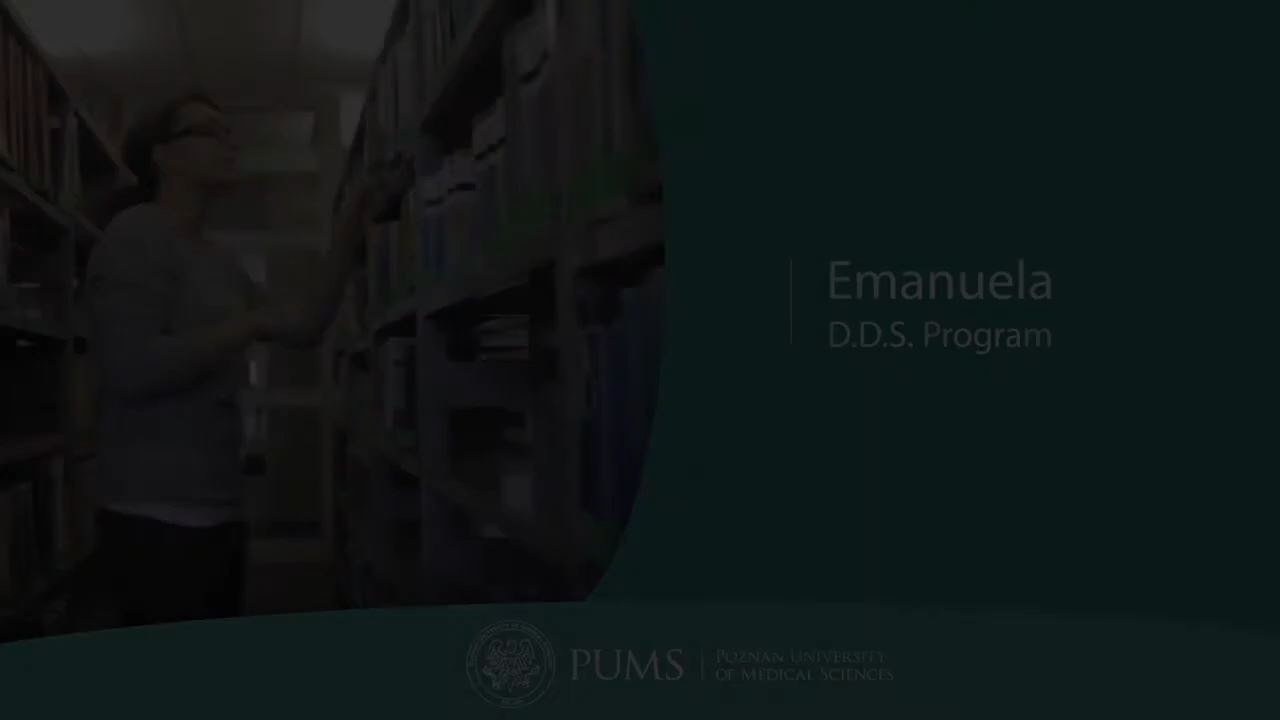 Emanuela
D.D.S. Program
PUMS
Poznan University
of Medical Sciences